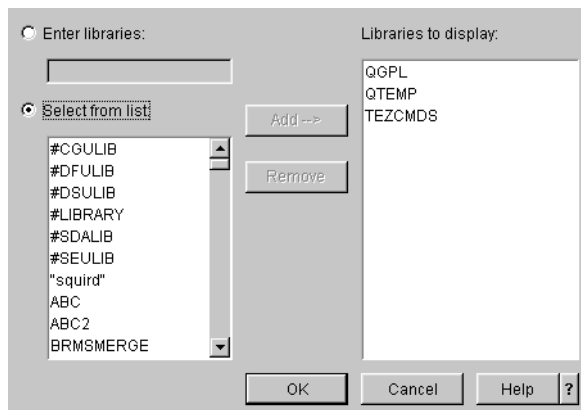 Enter libraries:
Select from list:
#CGULIB
#DFULIB
#DSULIB
#LIBRARY
#SDALIB
#SEULIB
"squird"
ABC
ABC2
BRMSMERGE
Add -->
Remove
Libraries to display:
QGPL
QTEMP
TEZCMDS
OK
Cancel
Help
?